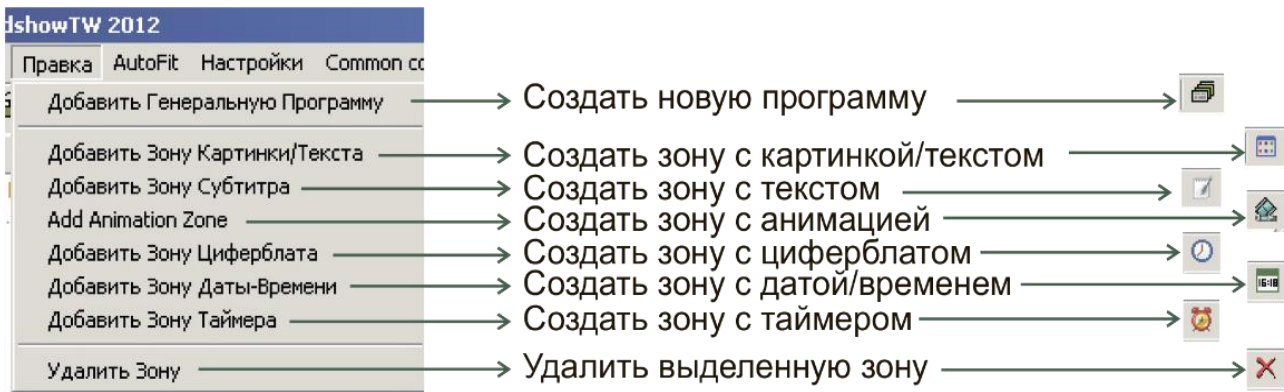 dshowTW 2012
Правка AutoFit Настройки Common co
Добавить Генеральную Программу Создать новую программу
Добавить Зону Картинки/Текста Создать зону с картинкой/текстом
Добавить Зону Субтитра Создать зону с текстом
Add Animation Zone Создать зону с анимацией
Добавить Зону Циферблата Создать зону с циферблатом
Добавить Зону Даты-Времени Создать зону с датой/временем 16:18
Добавить Зону Таймера Создать зону с таймером
Удалить Зону Удалить выделенную зону